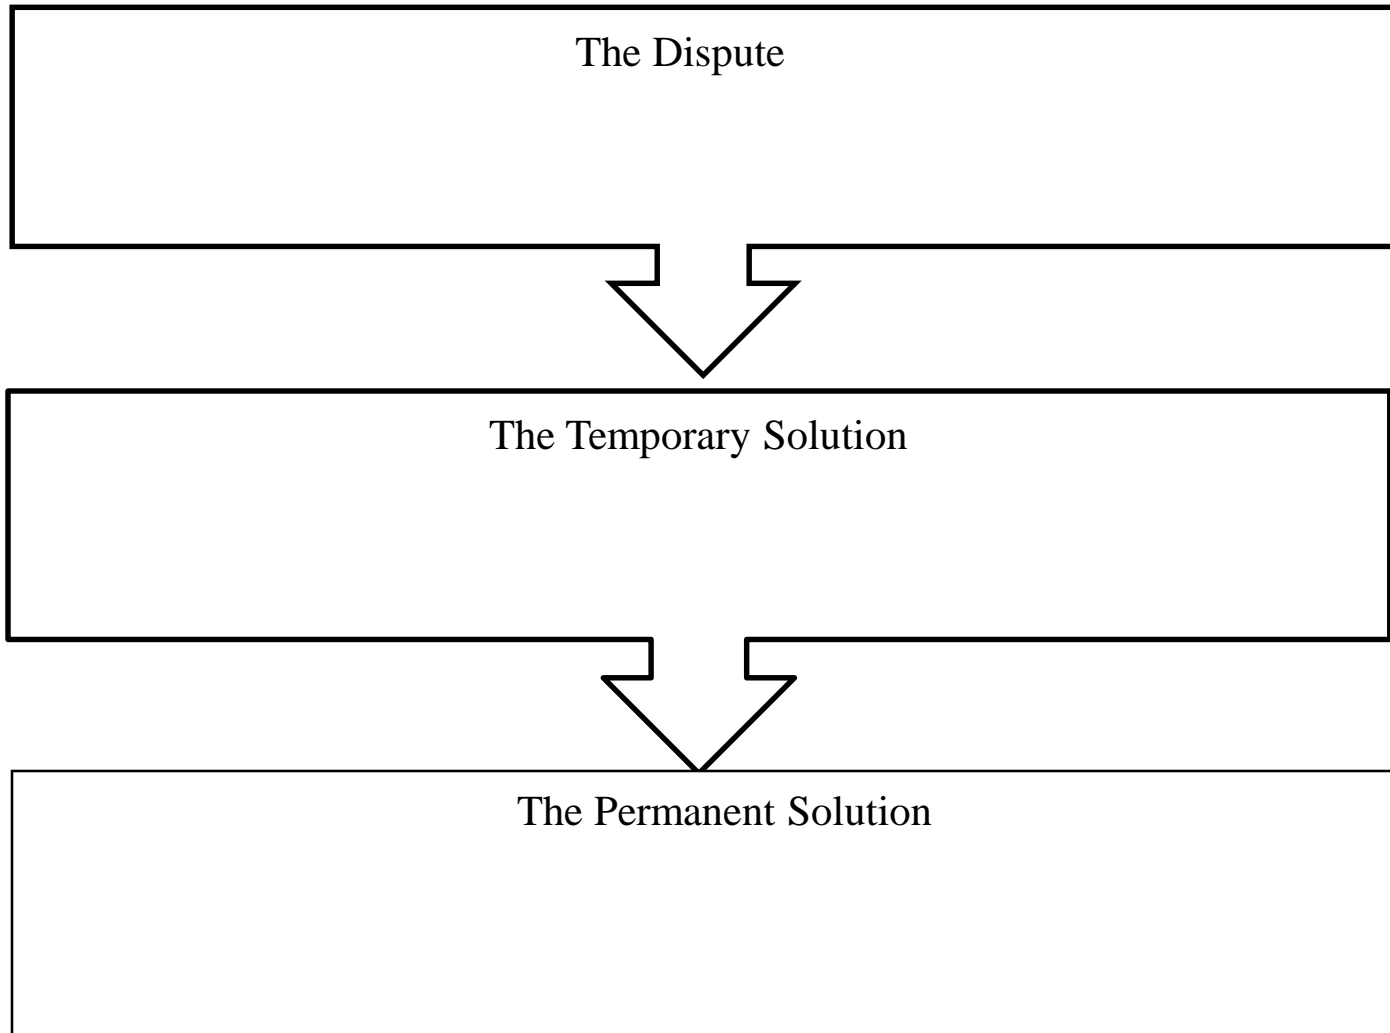 The Dispute
The Temporary Solution
The Permanent Solution